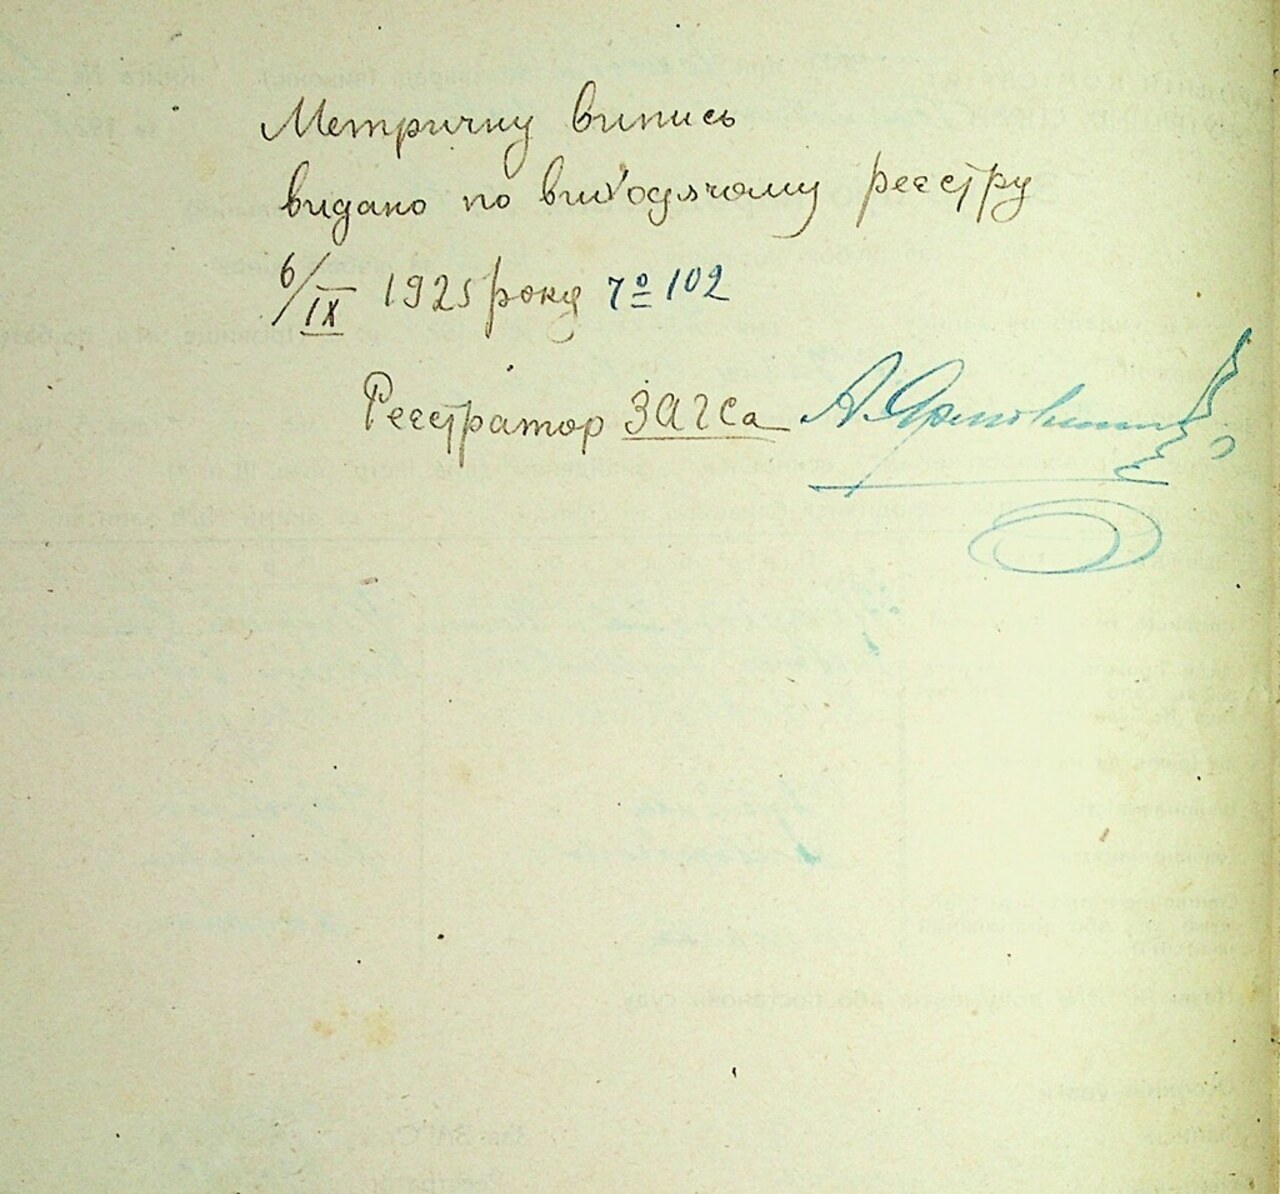 Метричну випись
видано по виходячому реєстру
6/IX 1925 року № 102
Реєстратор ЗАГСа